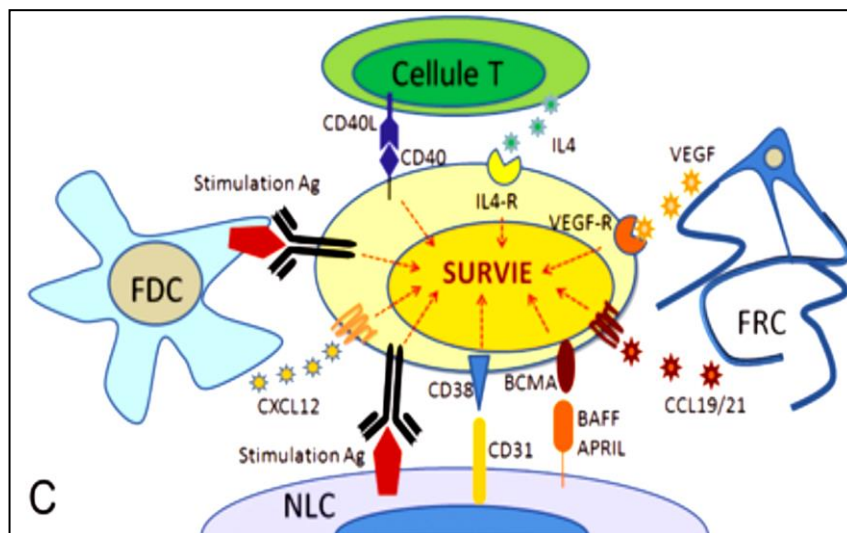 Cellule T
CD40L
CD40
IL4
VEGF
Stimulation Ag
IL4-R
VEGF-R
FDC
SURVIE
FRC
CXCL12
CD38
BCMA
CCL19/21
Stimulation Ag
CD31
BAFF
APRIL
NLC
C